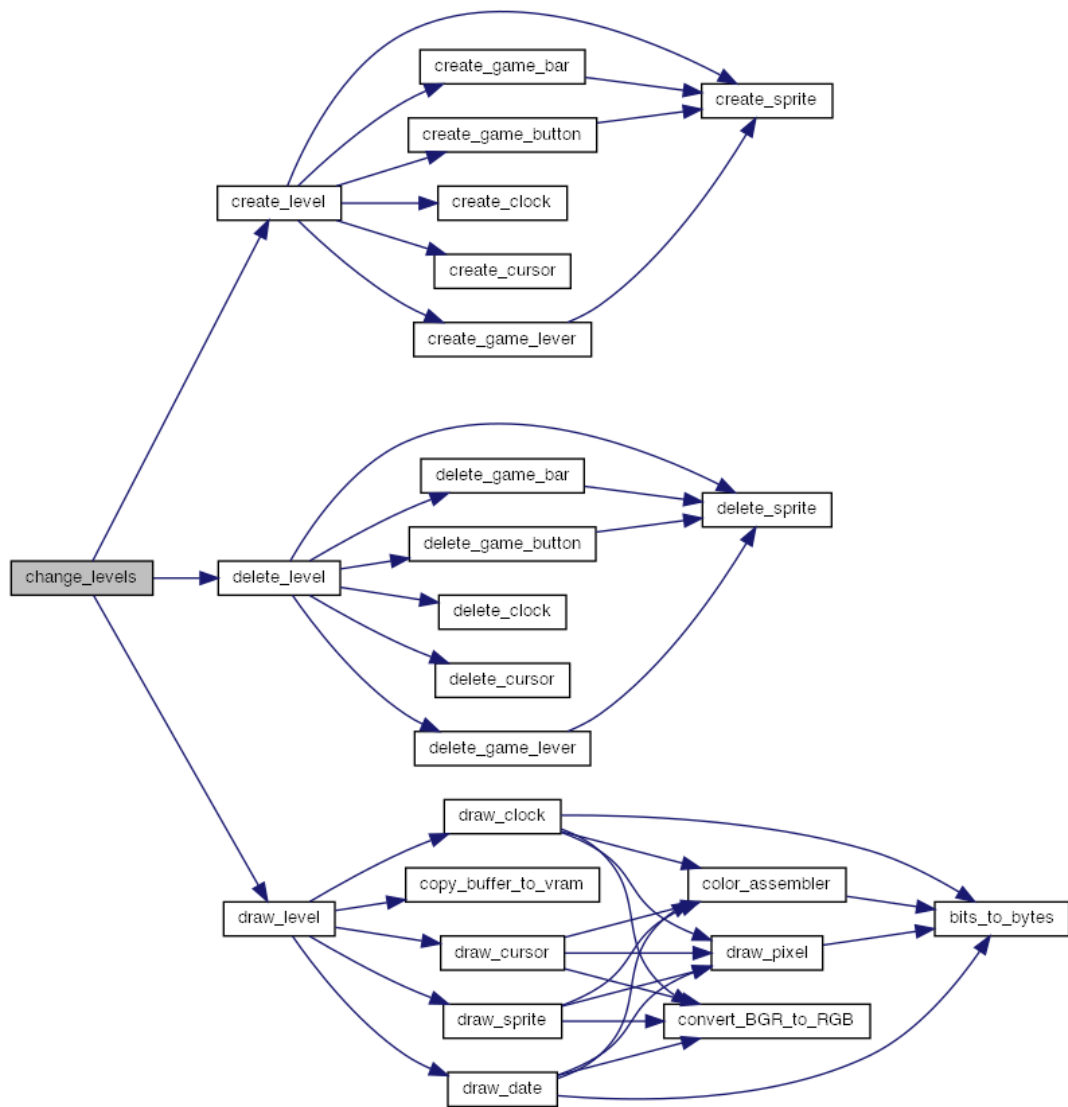 create_game_bar
create_sprite
create_game_button
create_level
create_clock
create_cursor
create_game_lever
delete_game_bar
delete_sprite
delete_game_button
change_levels
delete_level
delete_clock
delete_cursor
delete_game_lever
draw_clock
copy_buffer_to_vram
color_assembler
draw_level
bits_to_bytes
draw_cursor
draw_pixel
draw_sprite
convert_BGR_to_RGB
draw_date